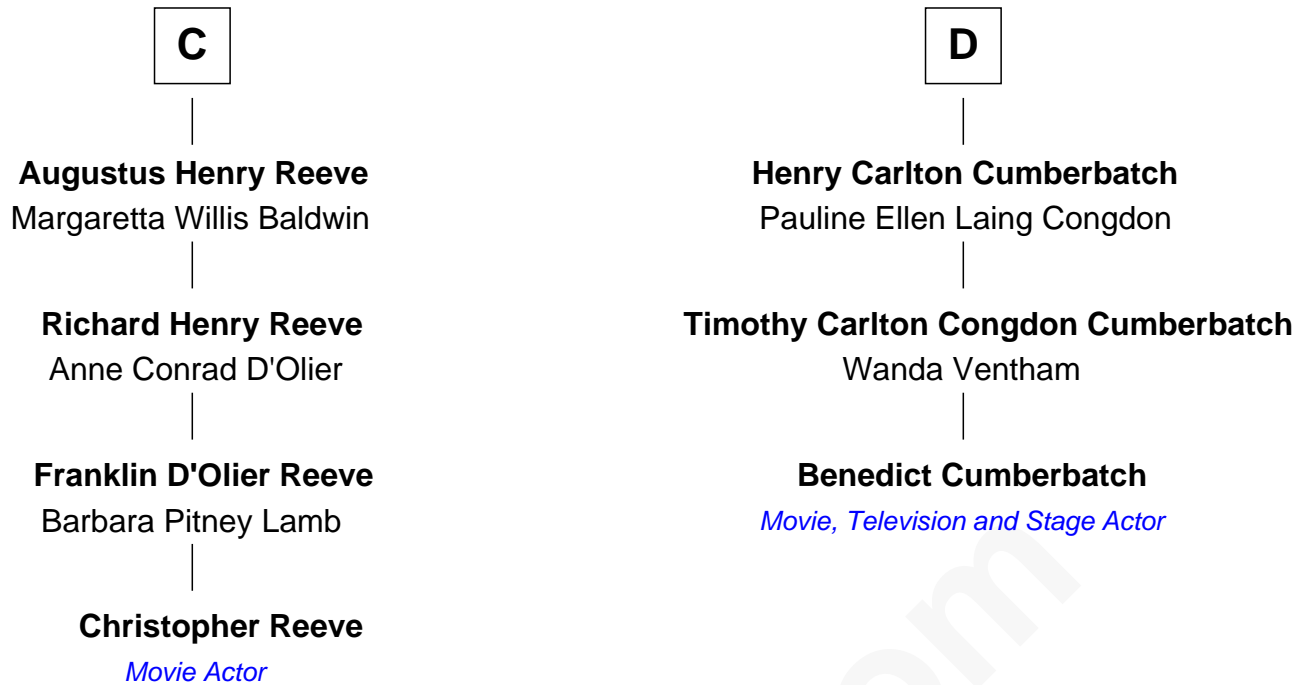 C
Augustus Henry Reeve
Margaretta Willis Baldwin
Richard Henry Reeve
Anne Conrad D'Olier
Franklin D'Olier Reeve
Barbara Pitney Lamb
Christopher Reeve
Movie Actor
D
Henry Carlton Cumberbatch
Pauline Ellen Laing Congdon
Timothy Carlton Congdon Cumberbatch
Wanda Ventham
Benedict Cumberbatch
Movie, Television and Stage Actor